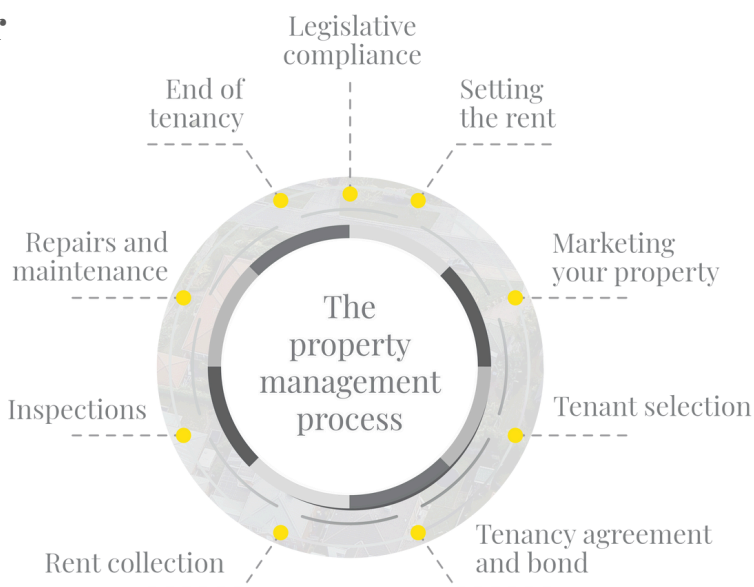 r
Legislative
compliance
End of
tenancy
Setting
the rent
Repairs and
maintenance
Marketing
your property
The
property
management
process
Inspections
Tenant selection
Tenancy agreement
and bond
Rent collection